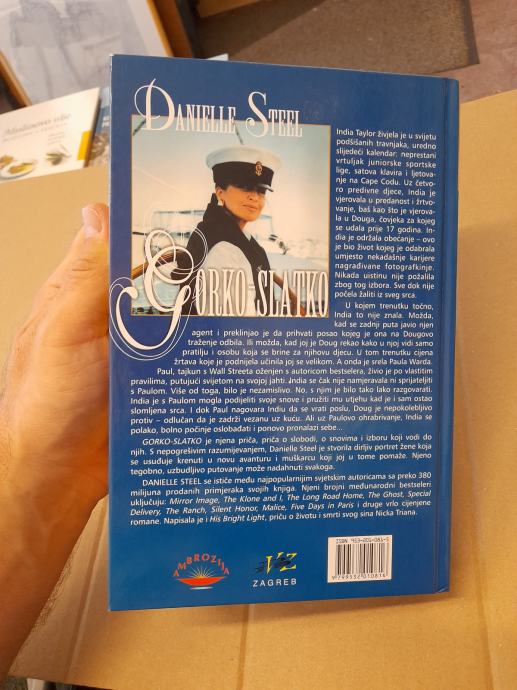 DANIELLE STEEL
GORKO-SLATKO
India Taylor živjela je u svijetu
podšišanih travnjaka, uredno
slijedeći kalendar: neprestani
vrtuljak juniorske sportske
lige, satova klavira i ljetova-
nje na Cape Codu. Uz četvo-
ro predivne djece, India je
vjerovala u predanost i žrtvo-
vanje, baš kao što je vjerova-
la u Douga, čovjeka za kojeg
se udala prije 17 godina. In-
dia je održala obećanje – ovo
je bio život kojeg je odabrala
umjesto nekadašnje karijere
nagrađivane fotografkinje.
Nikada uistinu nije požalila
zbog tog izbora. Sve dok nije
počela žaliti iz sveg srca.
U kojem trenutku točno,
India to nije znala. Možda,
kad se zadnji puta javio njen
agent i preklinjao je da prihvati posao kojeg je ona na Dougovo
traženje odbila. Ili možda, kad joj je Doug rekao kako u njoj vidi samo
pratilju i osobu koja se brine za njihovu djecu. U tom trenutku cijena
žrtava koje je podnijela učinila joj se velikom. A onda je srela Paula Warda.
Paul, tajkun s Wall Streeta oženjen s autoricom bestselera, živio je po vlastitim
pravilima, putujući svijetom na svojoj jahti. India se čak nije namjeravala ni sprijateljiti
s Paulom. Više od toga, bilo je nezamislivo. No, s njim je bilo tako lako razgovarati.
India je s Paulom mogla podijeliti svoje snove i pružiti mu utjehu kad je i sam ostao
slomljena srca. I dok Paul nagovara Indiu da se vrati poslu, Doug je nepokolebljivo
protiv – odlučan da je zadrži vezanu uz kuću. Ali uz Paulovo ohrabrivanje, India se
polako, bolno počinje oslobađati i ponovo pronalazi sebe...
GORKO-SLATKO je njena priča, priča o slobodi, o snovima i izboru koji vodi do
njih. S nepogrešivim razumijevanjem, Danielle Steel je stvorila dirljiv portret žene koja
se usuđuje krenuti u novu avanturu i muškarcu koji joj u tome pomaže. Njeno
tegobno, uzbudljivo putovanje može nadahnuti svakoga.
DANIELLE STEEL se ističe među najpopularnijim svjetskim autoricama sa preko 380
milijuna prodanih primjeraka svojih knjiga. Njeni brojni međunarodni bestseleri
uključuju: Mirror Image, The Klone and I, The Long Road Home, The Ghost, Special
Delivery, The Ranch, Silent Honor, Malice, Five Days in Paris i druge vrlo cijenjene
romane. Napisala je i His Bright Light, priču o životu i smrti svog sina Nicka Triana.
AMBROZIJA
VZ
ZAGREB
ISBN 953-201-081-3
9 799532 010816